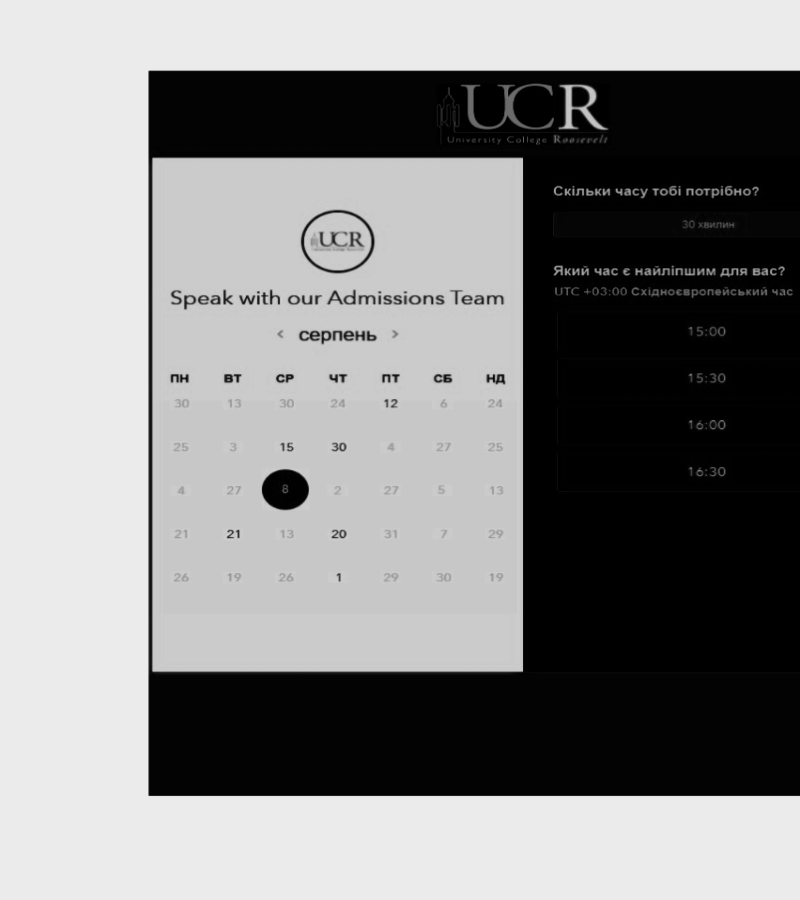 UCR
University College Roosevelt
UCR
Speak with our Admissions Team
< серпень >
ПН ВТ СР ЧТ ПТ СБ НД
30 13 30 24 12 6 24
25 3 15 30 4 27 25
4 27 8 2 27 5 13
21 21 13 20 31 7 29
26 19 26 1 29 30 19
Скільки часу тобі потрібно?
30 хвилин
Який час є найліпшим для вас?
UTC +03:00 Східноєвропейський час
15:00
15:30
16:00
16:30